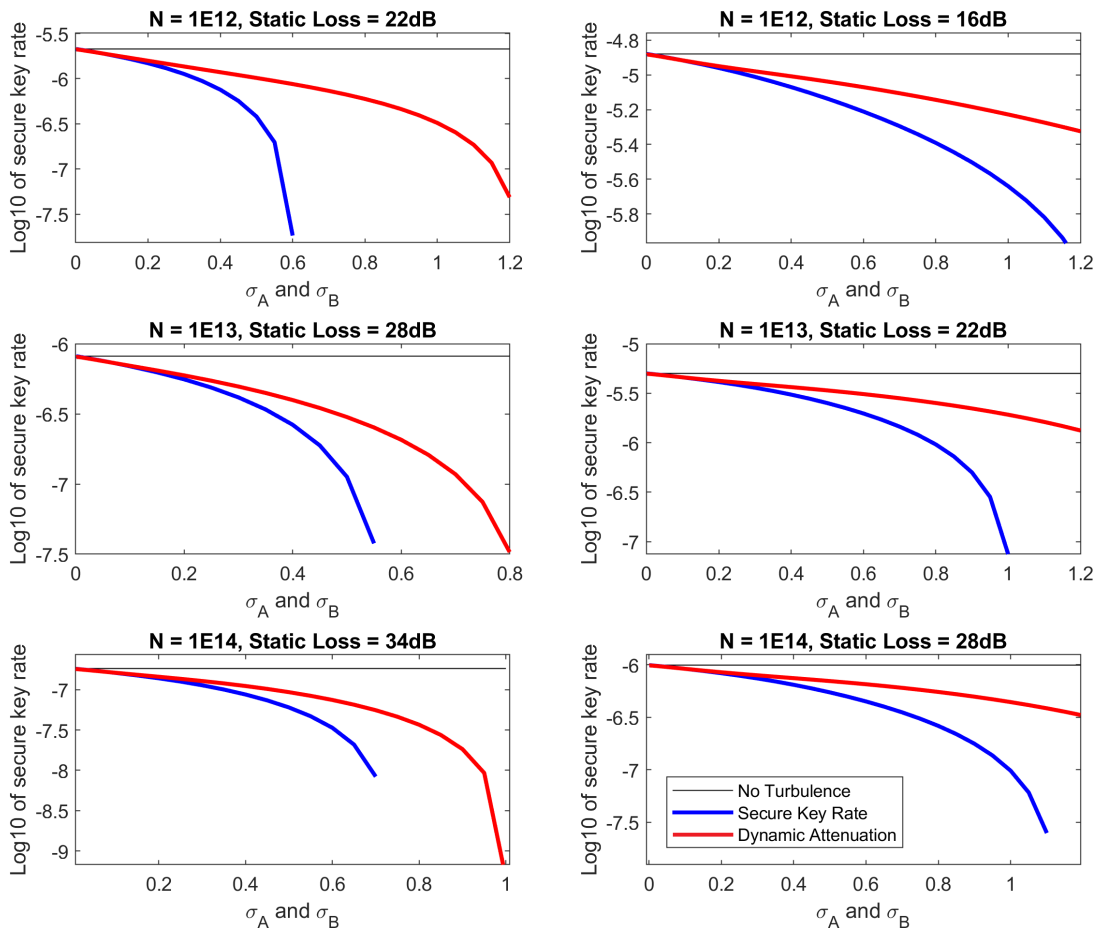 N = 1E12, Static Loss = 22dB
Log10 of secure key rate
-5.5
-6
-6.5
-7
-7.5
0 0.2 0.4 0.6 0.8 1 1.2
σA and σB
N = 1E12, Static Loss = 16dB
Log10 of secure key rate
-4.8
-5
-5.2
-5.4
-5.6
-5.8
0 0.2 0.4 0.6 0.8 1 1.2
σA and σB
N = 1E13, Static Loss = 28dB
Log10 of secure key rate
-6
-6.5
-7
-7.5
0 0.2 0.4 0.6 0.8
σA and σB
N = 1E13, Static Loss = 22dB
Log10 of secure key rate
-5
-5.5
-6
-6.5
-7
0 0.2 0.4 0.6 0.8 1 1.2
σA and σB
N = 1E14, Static Loss = 34dB
Log10 of secure key rate
-7
-7.5
-8
-8.5
-9
0.2 0.4 0.6 0.8 1
σA and σB
N = 1E14, Static Loss = 28dB
Log10 of secure key rate
-6
-6.5
-7
-7.5
0 0.2 0.4 0.6 0.8 1
σA and σB
No Turbulence
Secure Key Rate
Dynamic Attenuation